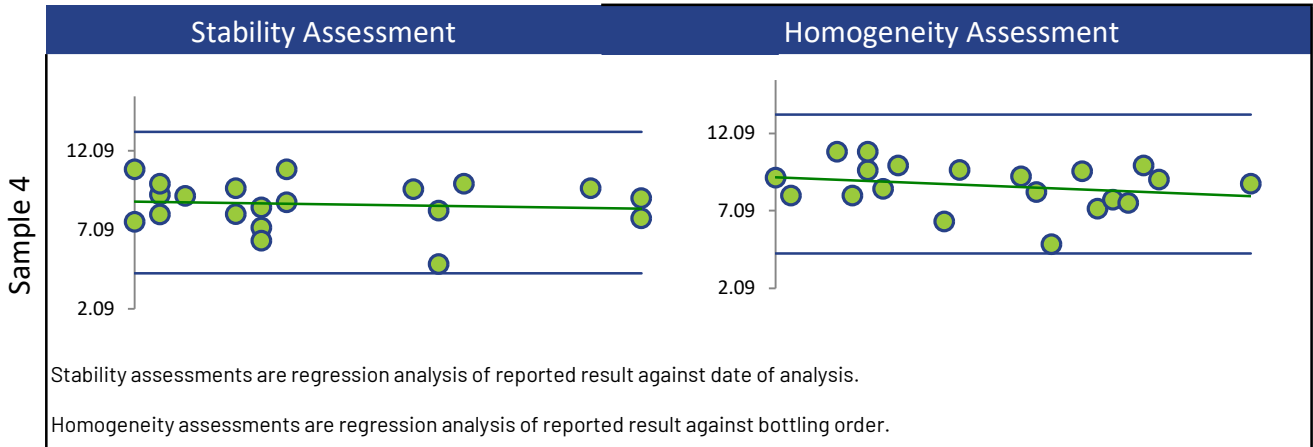 Stability Assessment
Homogeneity Assessment
Sample 4
12.09
7.09
2.09
12.09
7.09
2.09
Stability assessments are regression analysis of reported result against date of analysis.
Homogeneity assessments are regression analysis of reported result against bottling order.